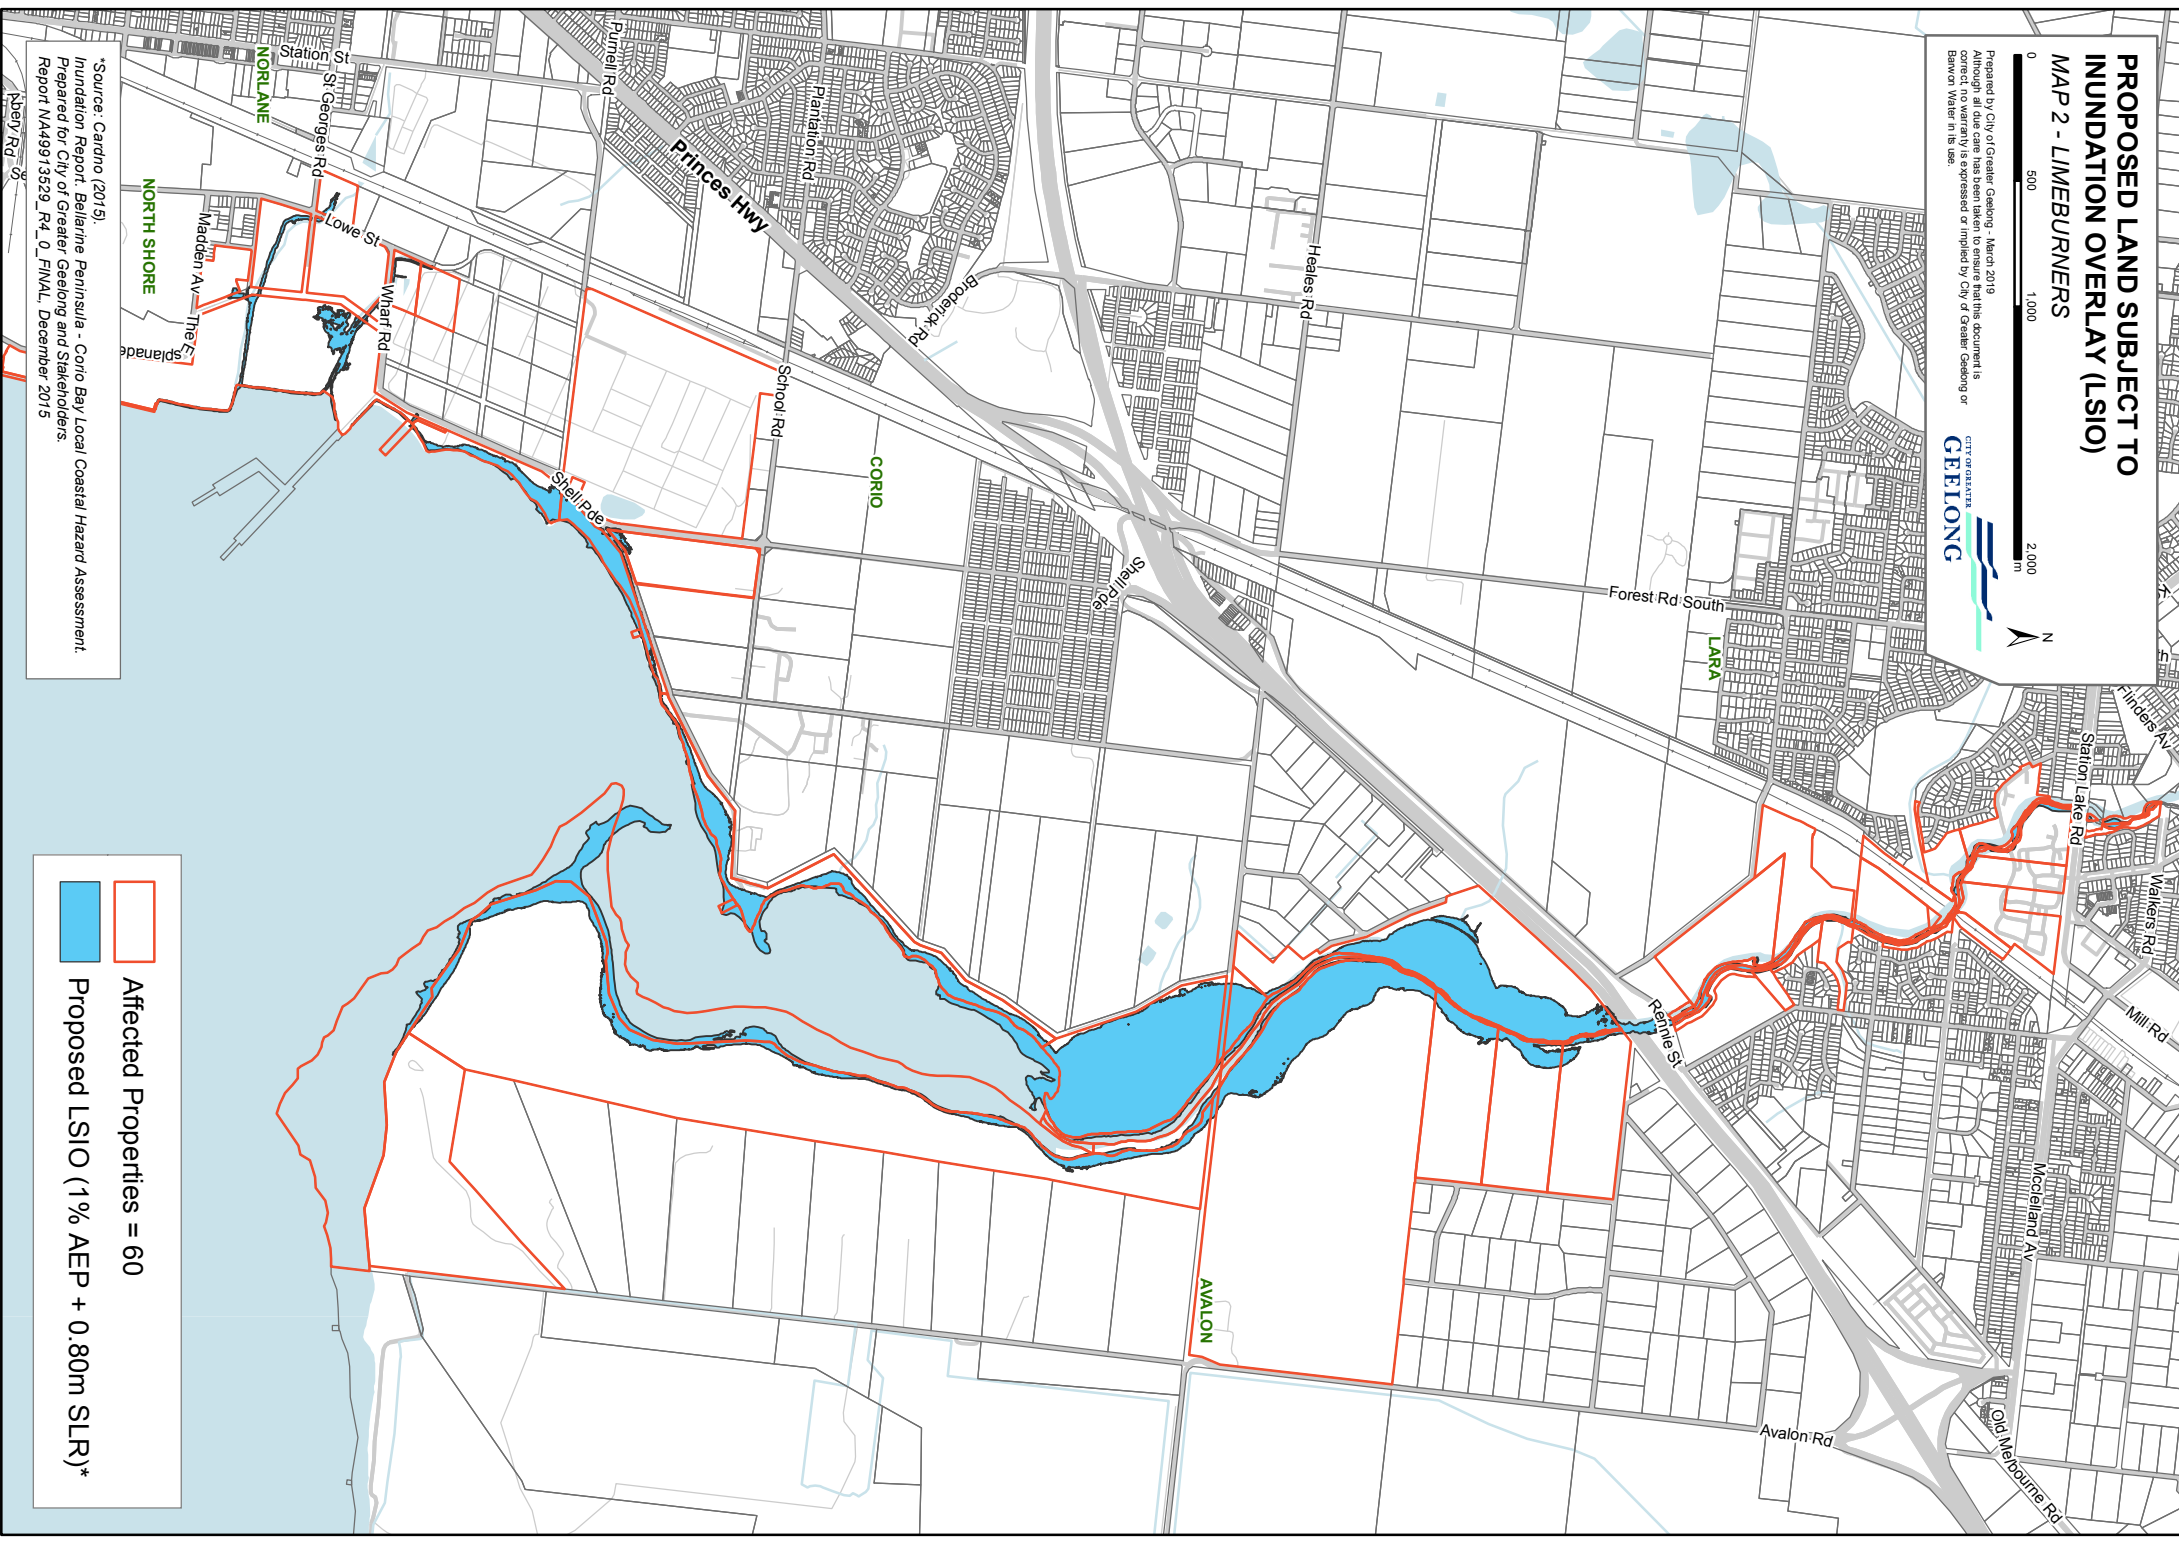 PROPOSED LAND SUBJECT TO
INUNDATION OVERLAY (LSIO)
MAP 2 - LIMEBURNERS
0 500 1,000 2,000
m
Prepared by City of Greater Geelong - March 2019
Although all due care has been taken to ensure that this document is
correct, no warranty is expressed or implied by City of Greater Geelong or
Barwon Water in its use.
CITY OF GREATER
GEELONG
N
Flinders Av
Station Lake Rd
Walkers Rd
Mill Rd
Mcclelland Av
Old Melbourne Rd
Avalon Rd
Rennie St
LARA
Forest Rd South
Heales Rd
Shell Pde
Broderick Rd
Princes Hwy
Plantation Rd
Purnell Rd
School Rd
CORIO
AVALON
Shell Pde
Station St
St Georges Rd
NORLANE
Lowe St
Wharf Rd
NORTH SHORE
Madden Av
The Esplanade
Abery Rd
Se
*Source: Cardno (2015).
Inundation Report. Bellarine Peninsula - Corio Bay Local Coastal Hazard Assessment.
Prepared for City of Greater Geelong and Stakeholders.
Report NA49913529_R4_0_FINAL, December 2015
Affected Properties = 60
Proposed LSIO (1% AEP + 0.80m SLR)*